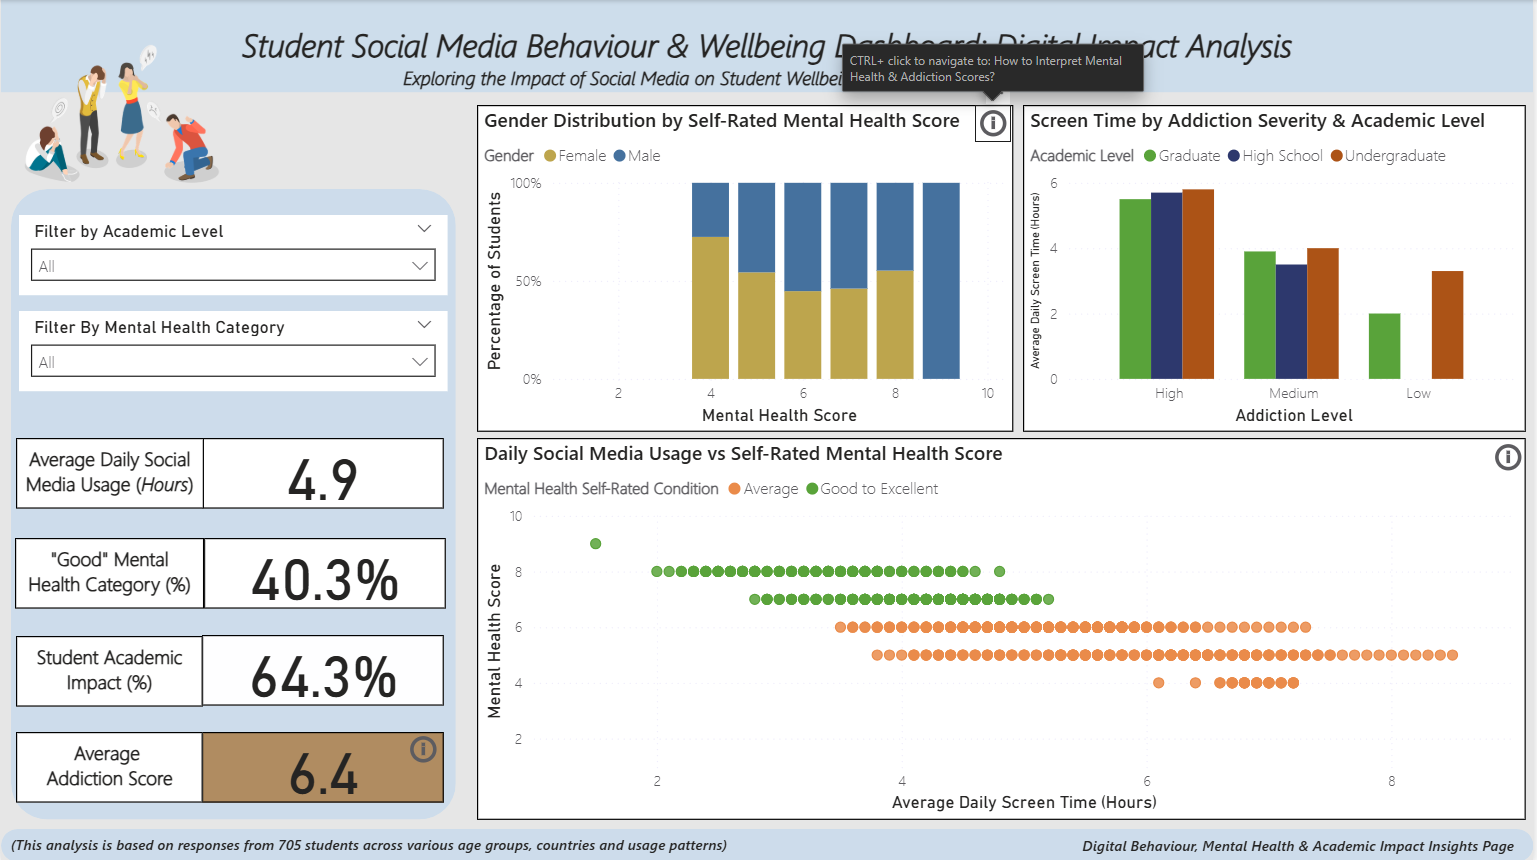 Student Social Media Behaviour & Wellbeing Dashboard: Digital Impact Analysis
Exploring the Impact of Social Media on Student
CTRL+ click to navigate to: How to Interpret Mental
Health & Addiction Scores?
Filter by Academic Level
All
Filter By Mental Health Category
All
Average Daily Social
Media Usage (Hours)
4.9
"Good" Mental
Health Category (%)
40.3%
Student Academic
Impact (%)
64.3%
Average
Addiction Score
6.4
Gender Distribution by Self-Rated Mental Health Score
Gender Female Male
Percentage of Students
100%
50%
0%
2 4 6 8 10
Mental Health Score
Screen Time by Addiction Severity & Academic Level
Academic Level Graduate High School Undergraduate
Average Daily Screen Time (Hours)
6
4
2
0
High Medium Low
Addiction Level
Daily Social Media Usage vs Self-Rated Mental Health Score
Mental Health Self-Rated Condition Average Good to Excellent
Mental Health Score
10
8
6
4
2
2 4 6 8
Average Daily Screen Time (Hours)
(This analysis is based on responses from 705 students across various age groups, countries and usage patterns)
Digital Behaviour, Mental Health & Academic Impact Insights Page